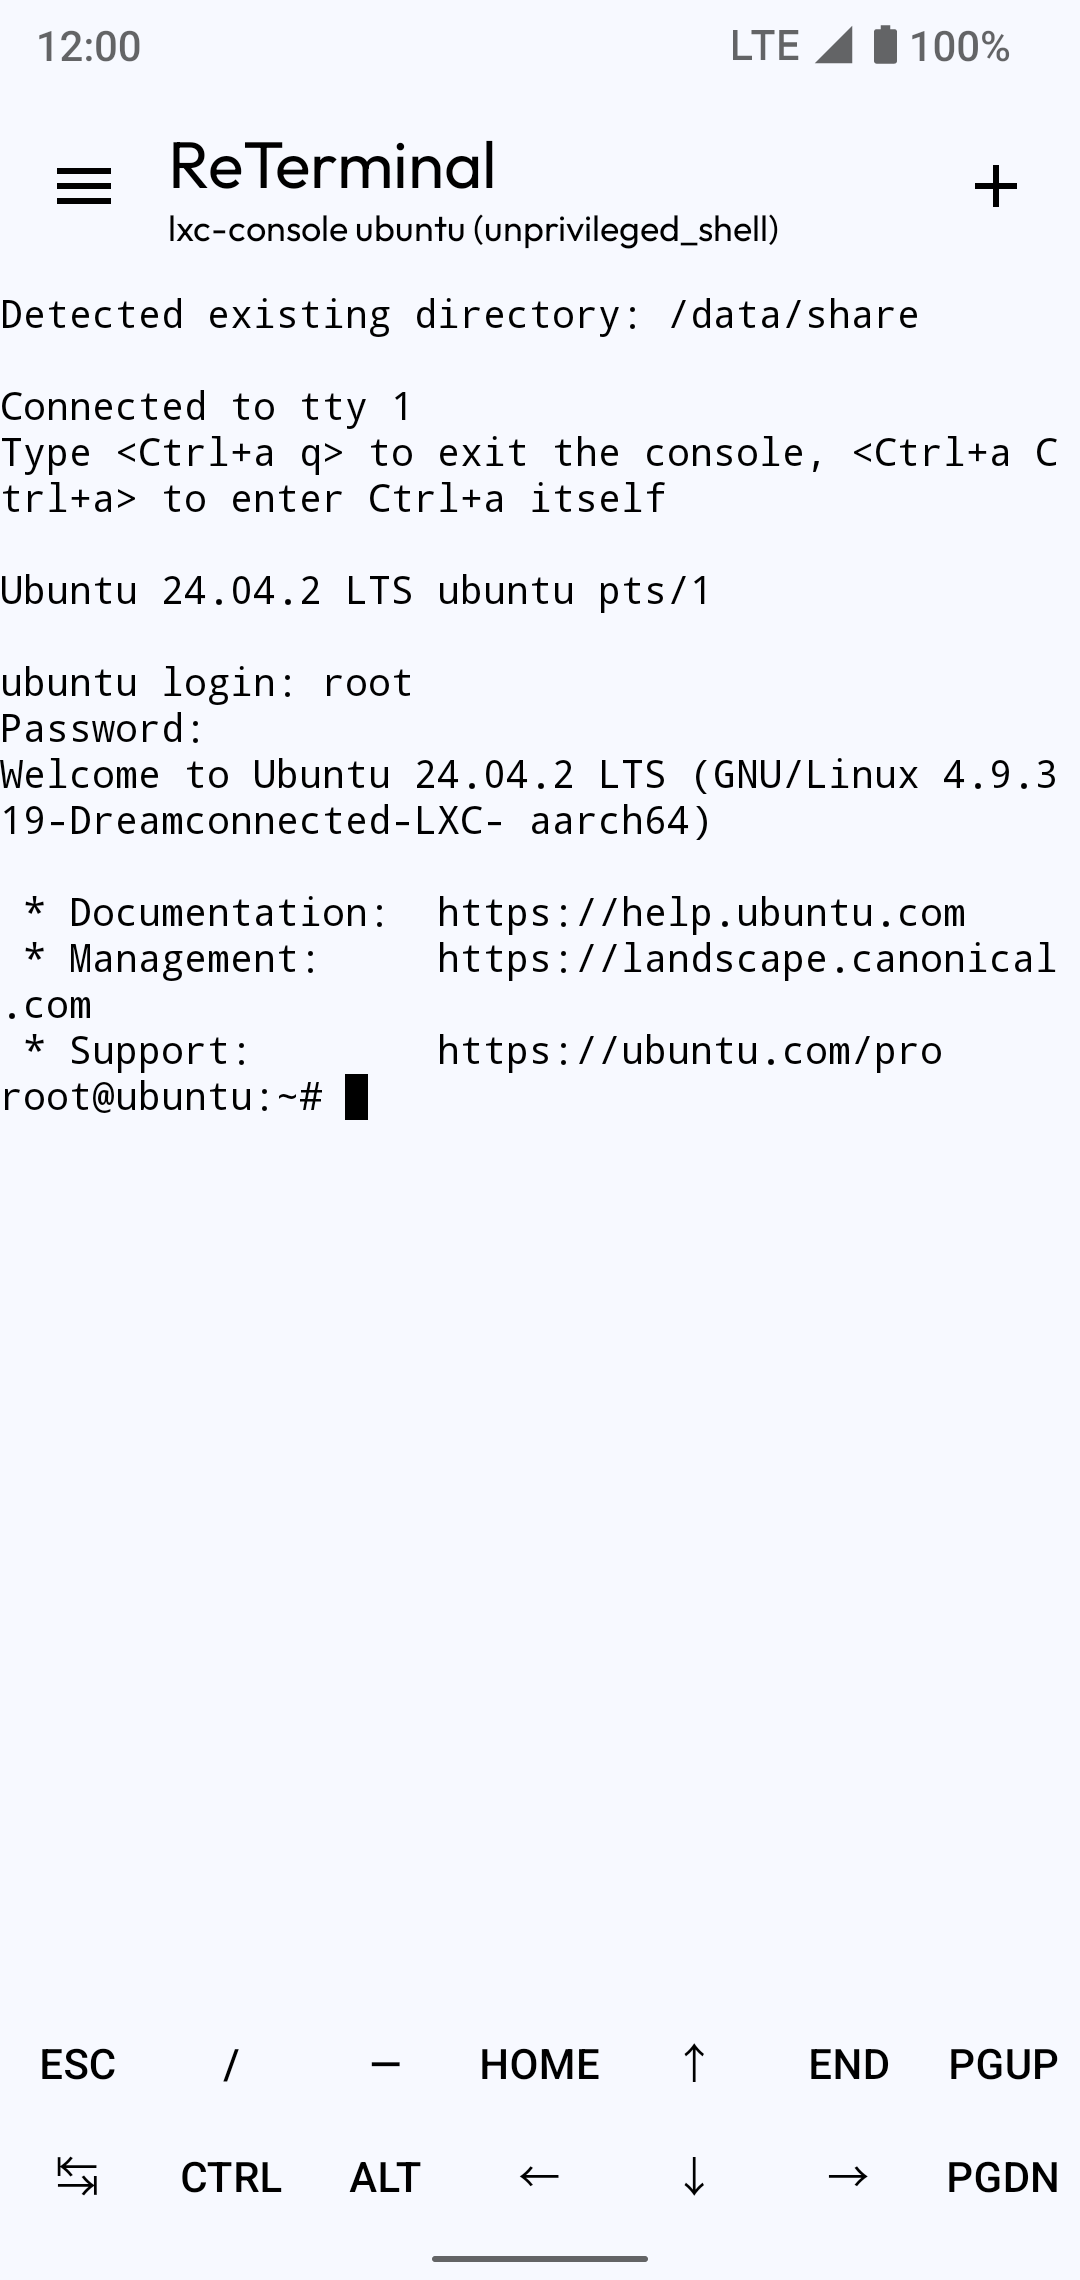 12:00 LTE 100%
ReTerminal
lxc-console ubuntu (unprivileged_shell)
Detected existing directory: /data/share
Connected to tty 1
Type <Ctrl+a q> to exit the console, <Ctrl+a C
trl+a> to enter Ctrl+a itself
Ubuntu 24.04.2 LTS ubuntu pts/1
ubuntu login: root
Password:
Welcome to Ubuntu 24.04.2 LTS (GNU/Linux 4.9.3
19-Dreamconnected-LXC- aarch64)
* Documentation:  https://help.ubuntu.com
* Management:     https://landscape.canonical
.com
* Support:        https://ubuntu.com/pro
root@ubuntu:~#
ESC / — HOME ↑ END PGUP
↹ CTRL ALT ← ↓ → PGDN